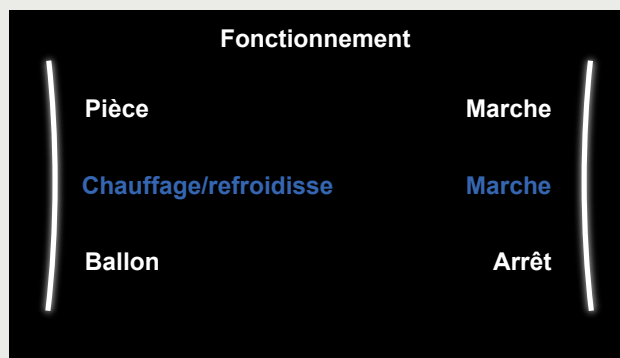 Fonctionnement
Pièce Marche
Chauffage/refroidisse Marche
Ballon Arrêt